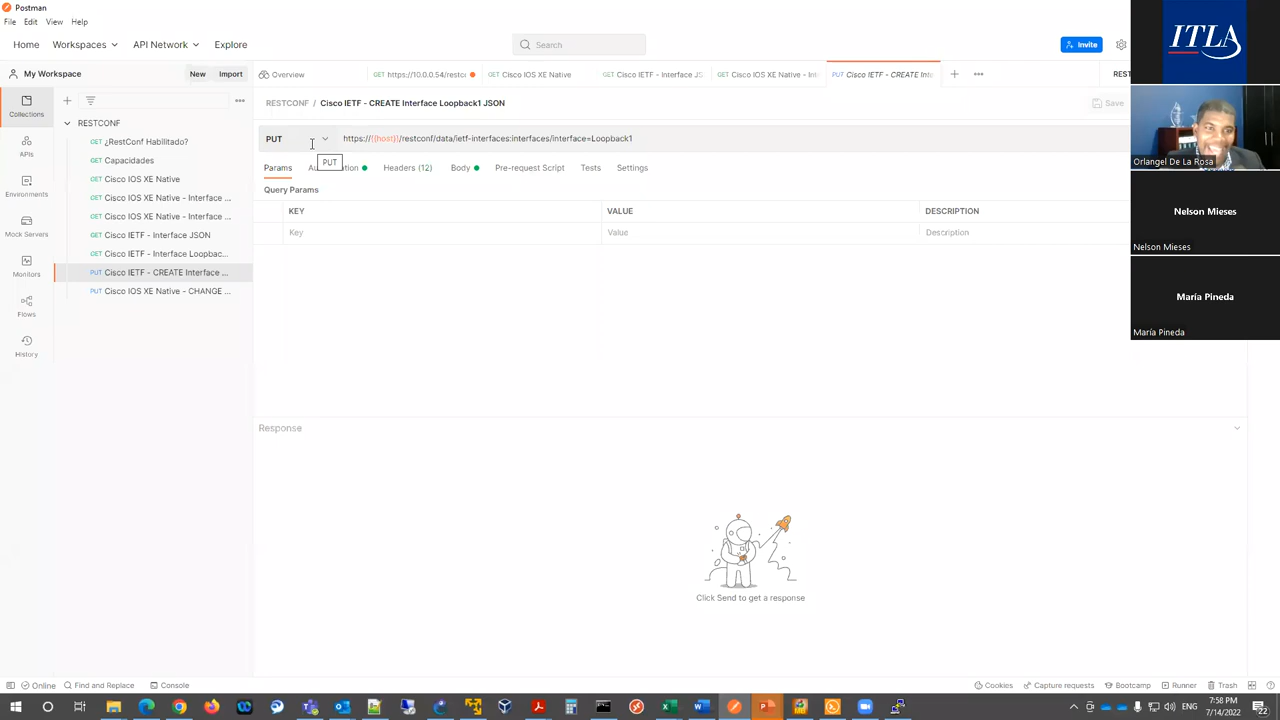 Postman
File Edit View Help
Home Workspaces API Network Explore
Search
Invite
My Workspace
New Import
Overview
GET https://10.0.0.54/restco
GET Cisco IOS XE Native
GET Cisco IETF - Interface JS
GET Cisco IOS XE Native - Int
PUT Cisco IETF - CREATE Inte
REST
RESTCONF / Cisco IETF - CREATE Interface Loopback1 JSON
Save
PUT
https://{{host}}/restconf/data/ietf-interfaces:interfaces/interface=Loopback1
PUT
Params
Headers (12)
Body
Pre-request Script
Tests
Settings
Query Params
KEY VALUE DESCRIPTION
Key Value Description
Collections
APIs
Environments
Mock Servers
Monitors
Flows
History
RESTCONF
GET ¿RestConf Habilitado?
GET Capacidades
GET Cisco IOS XE Native
GET Cisco IOS XE Native - Interface ...
GET Cisco IOS XE Native - Interface ...
GET Cisco IETF - Interface JSON
GET Cisco IETF - Interface Loopbac...
PUT Cisco IETF - CREATE Interface ...
PUT Cisco IOS XE Native - CHANGE ...
Response
Click Send to get a response
ITLA
Orlangel De La Rosa
Nelson Mieses
Nelson Mieses
María Pineda
María Pineda
Online
Find and Replace
Console
Cookies
Capture requests
Bootcamp
Runner
Trash
ENG
7:58 PM
7/14/2022
22